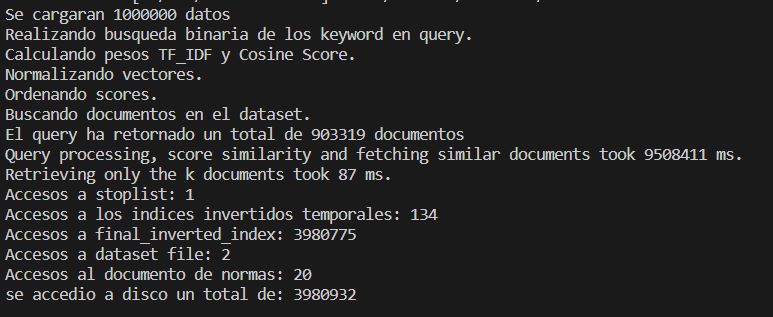 Se cargaran 1000000 datos
Realizando busqueda binaria de los keyword en query.
Calculando pesos TF_IDF y Cosine Score.
Normalizando vectores.
Ordenando scores.
Buscando documentos en el dataset.
El query ha retornado un total de 903319 documentos
Query processing, score similarity and fetching similar documents took 9508411 ms.
Retrieving only the k documents took 87 ms.
Accesos a stoplist: 1
Accesos a los indices invertidos temporales: 134
Accesos a final_inverted_index: 3980775
Accesos a dataset file: 2
Accesos al documento de normas: 20
se accedio a disco un total de: 3980932